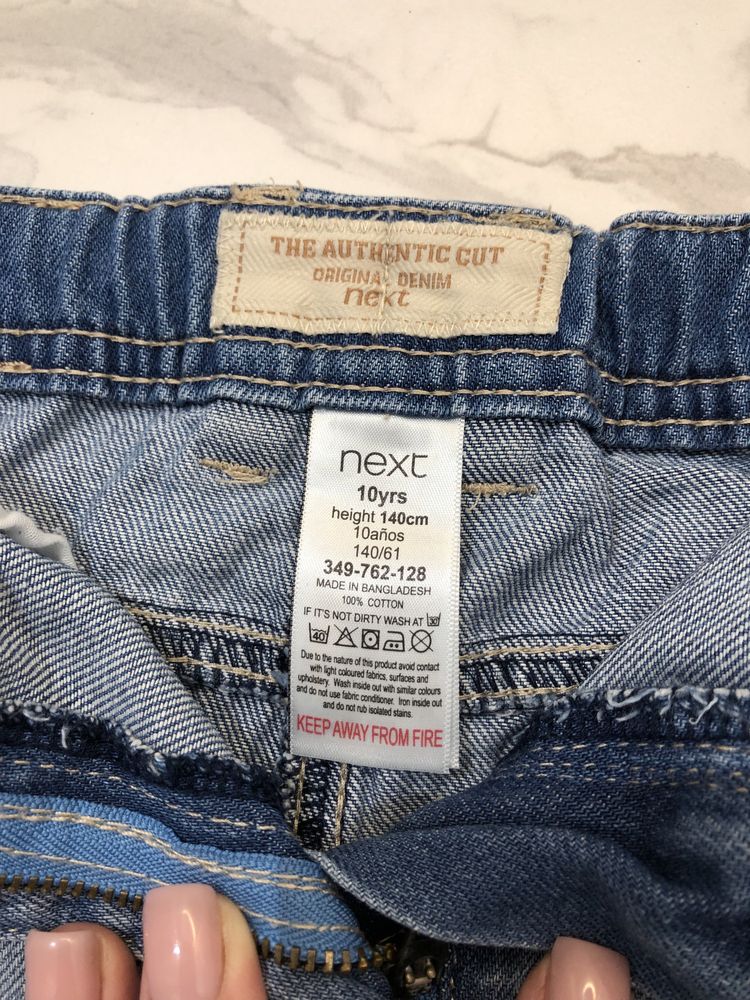 THE AUTHENTIC CUT
ORIGINAL DENIM
next
next
10yrs
height 140cm
10años
140/61
349-762-128
MADE IN BANGLADESH
100% COTTON
IF IT'S NOT DIRTY WASH AT 30
40
Due to the nature of this product avoid contact
with light coloured fabrics, surfaces and
upholstery. Wash inside out with similar colours
and do not use fabric conditioner. Iron inside out
and do not rub isolated stains.
KEEP AWAY FROM FIRE